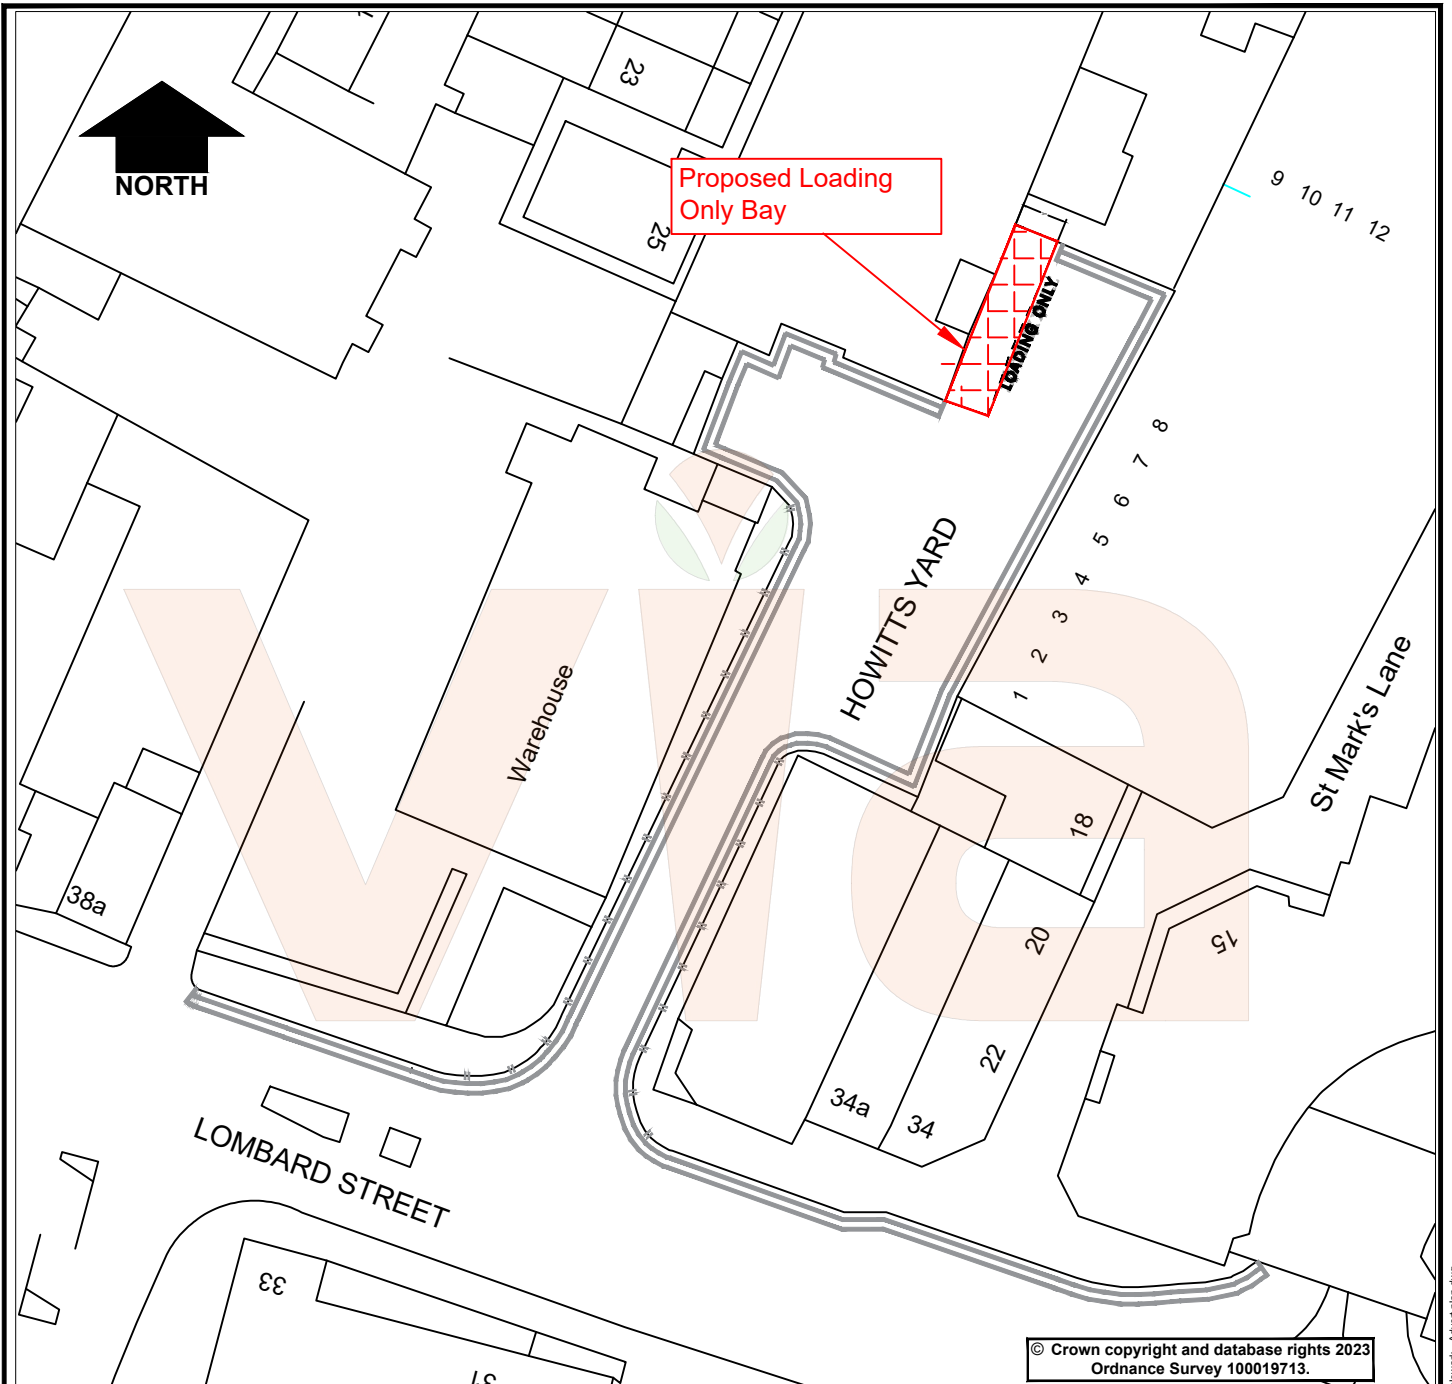 23
NORTH
Proposed Loading
Only Bay
25
9 10 11 12
LOADING ONLY
8
7
6
5
4
3
2
1
HOWITTS YARD
Warehouse
St Mark's Lane
via
18
38a
20
15
22
34a
34
LOMBARD STREET
33
31
© Crown copyright and database rights 2023
Ordnance Survey 100019713.